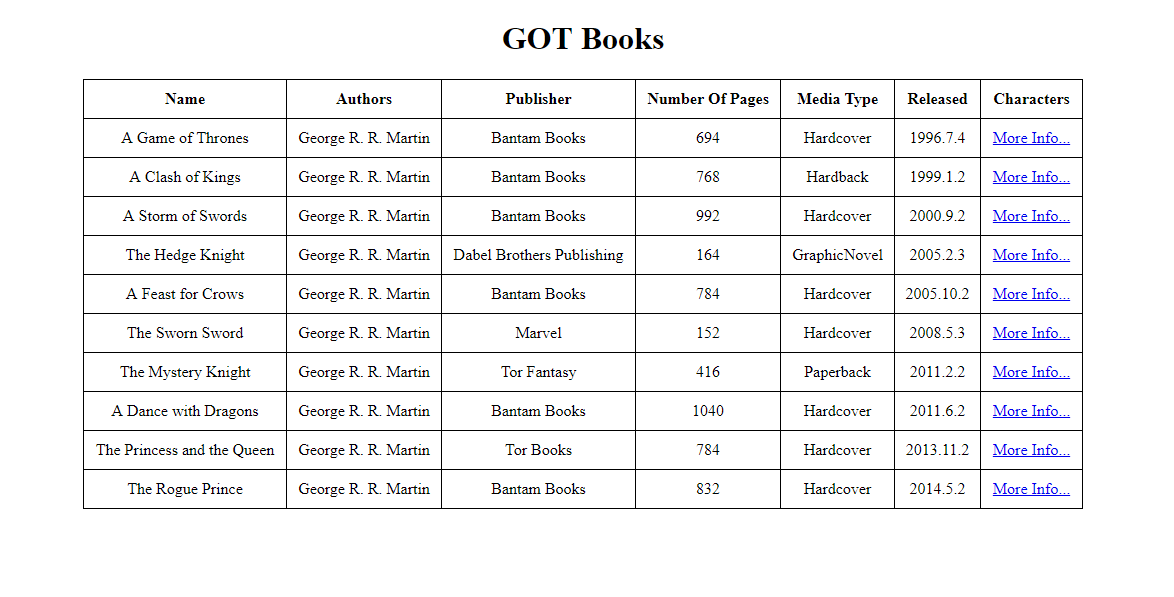 GOT Books
Name Authors Publisher Number Of Pages Media Type Released Characters
A Game of Thrones George R. R. Martin Bantam Books 694 Hardcover 1996.7.4 More Info...
A Clash of Kings George R. R. Martin Bantam Books 768 Hardback 1999.1.2 More Info...
A Storm of Swords George R. R. Martin Bantam Books 992 Hardcover 2000.9.2 More Info...
The Hedge Knight George R. R. Martin Dabel Brothers Publishing 164 GraphicNovel 2005.2.3 More Info...
A Feast for Crows George R. R. Martin Bantam Books 784 Hardcover 2005.10.2 More Info...
The Sworn Sword George R. R. Martin Marvel 152 Hardcover 2008.5.3 More Info...
The Mystery Knight George R. R. Martin Tor Fantasy 416 Paperback 2011.2.2 More Info...
A Dance with Dragons George R. R. Martin Bantam Books 1040 Hardcover 2011.6.2 More Info...
The Princess and the Queen George R. R. Martin Tor Books 784 Hardcover 2013.11.2 More Info...
The Rogue Prince George R. R. Martin Bantam Books 832 Hardcover 2014.5.2 More Info...